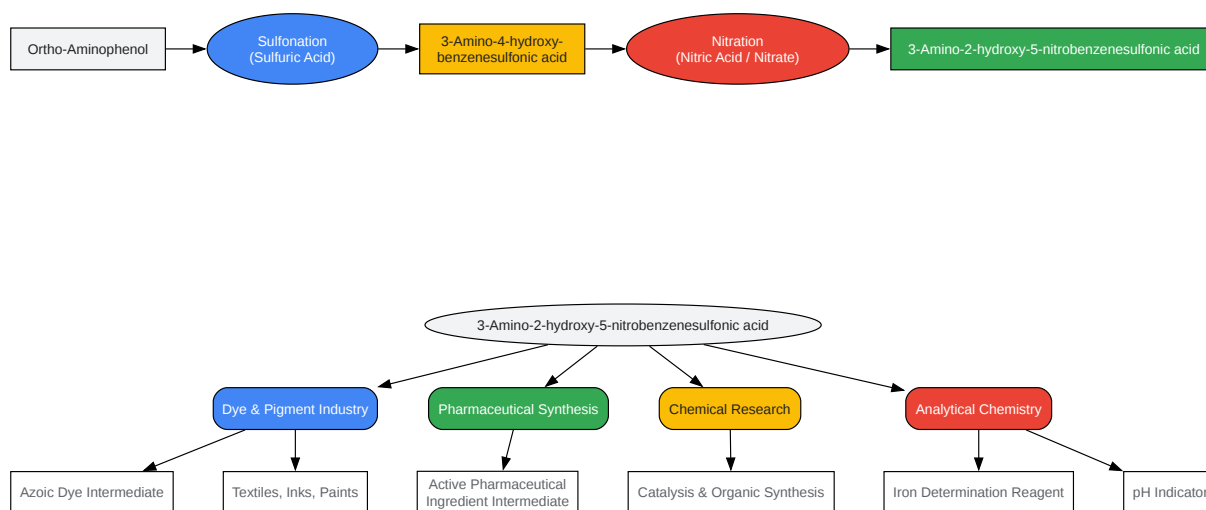 Ortho-Aminophenol
Sulfonation
(Sulfuric Acid)
3-Amino-4-hydroxy-
benzenesulfonic acid
Nitration
(Nitric Acid / Nitrate)
3-Amino-2-hydroxy-5-nitrobenzenesulfonic acid
3-Amino-2-hydroxy-5-nitrobenzenesulfonic acid
Dye & Pigment Industry
Pharmaceutical Synthesis
Chemical Research
Analytical Chemistry
Azoic Dye Intermediate
Textiles, Inks, Paints
Active Pharmaceutical
Ingredient Intermediate
Catalysis & Organic Synthesis
Iron Determination Reagent
pH Indicator